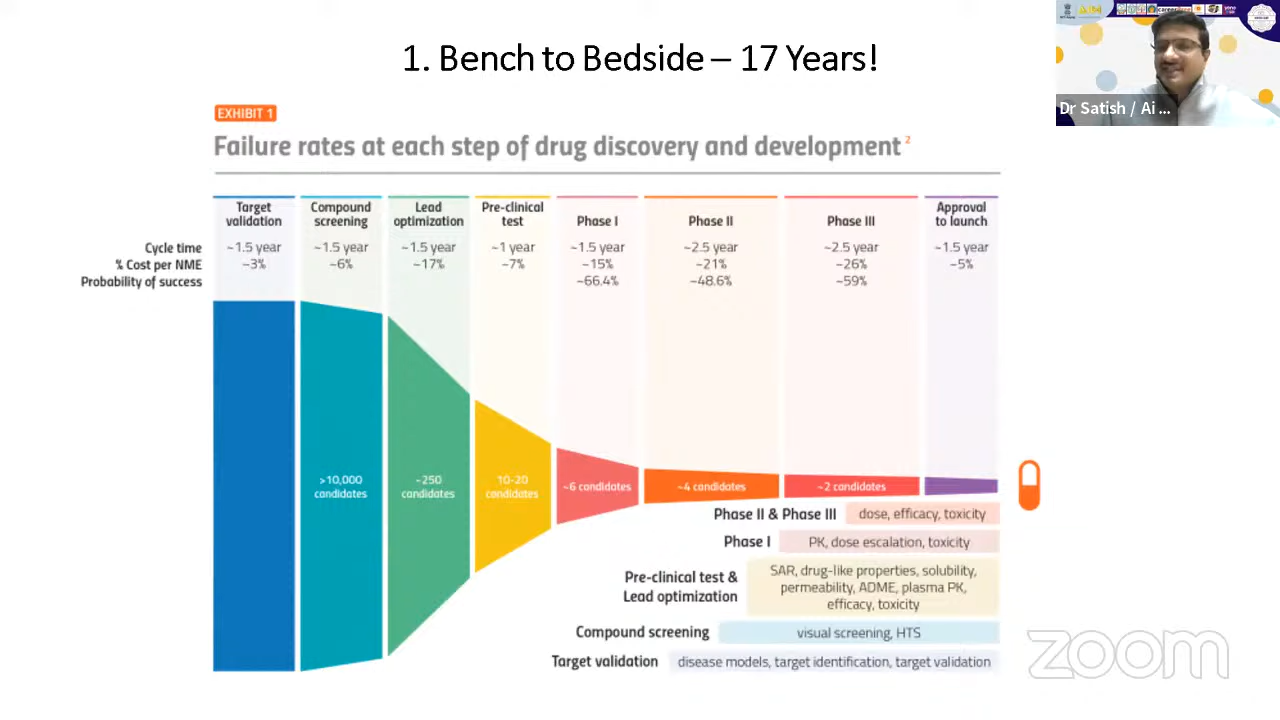 1. Bench to Bedside – 17 Years!
Dr Satish / Ai ...
EXHIBIT 1
Failure rates at each step of drug discovery and development 2
Target
validation
Compound
screening
Lead
optimization
Pre-clinical
test
Phase I
Phase II
Phase III
Approval
to launch
Cycle time ~1.5 year ~1.5 year ~1.5 year ~1 year ~1.5 year ~2.5 year ~2.5 year ~1.5 year
% Cost per NME ~3% ~6% ~17% ~7% ~15% ~21% ~26% ~5%
Probability of success ~66.4% ~48.6% ~59%
>10,000
candidates
~250
candidates
10-20
candidates
~6 candidates
~4 candidates
~2 candidates
Phase II & Phase III dose, efficacy, toxicity
Phase I PK, dose escalation, toxicity
Pre-clinical test &
Lead optimization
SAR, drug-like properties, solubility,
permeability, ADME, plasma PK,
efficacy, toxicity
Compound screening visual screening, HTS
Target validation disease models, target identification, target validation
zoom